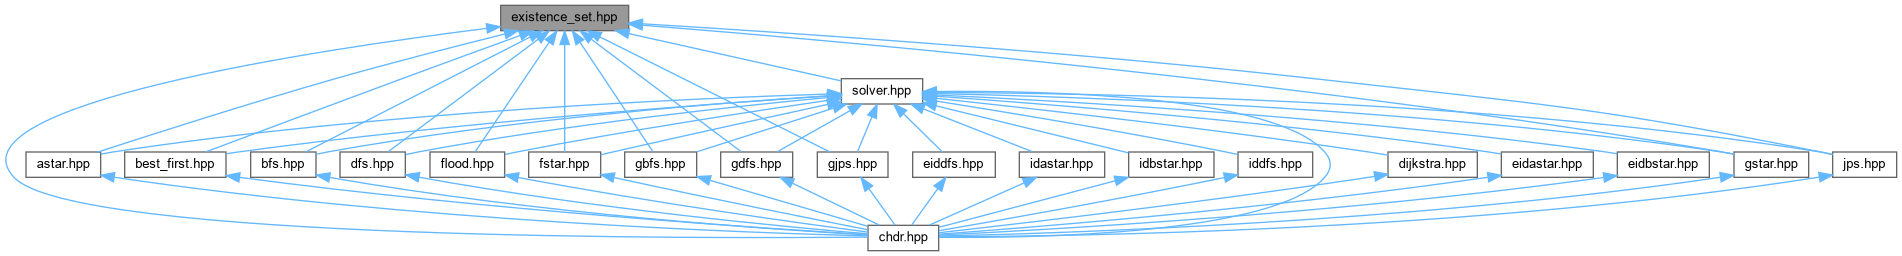 existence_set.hpp
solver.hpp
astar.hpp
best_first.hpp
bfs.hpp
dfs.hpp
flood.hpp
fstar.hpp
gbfs.hpp
gdfs.hpp
gjps.hpp
eiddfs.hpp
idastar.hpp
idbstar.hpp
iddfs.hpp
dijkstra.hpp
eidastar.hpp
eidbstar.hpp
gstar.hpp
jps.hpp
chdr.hpp